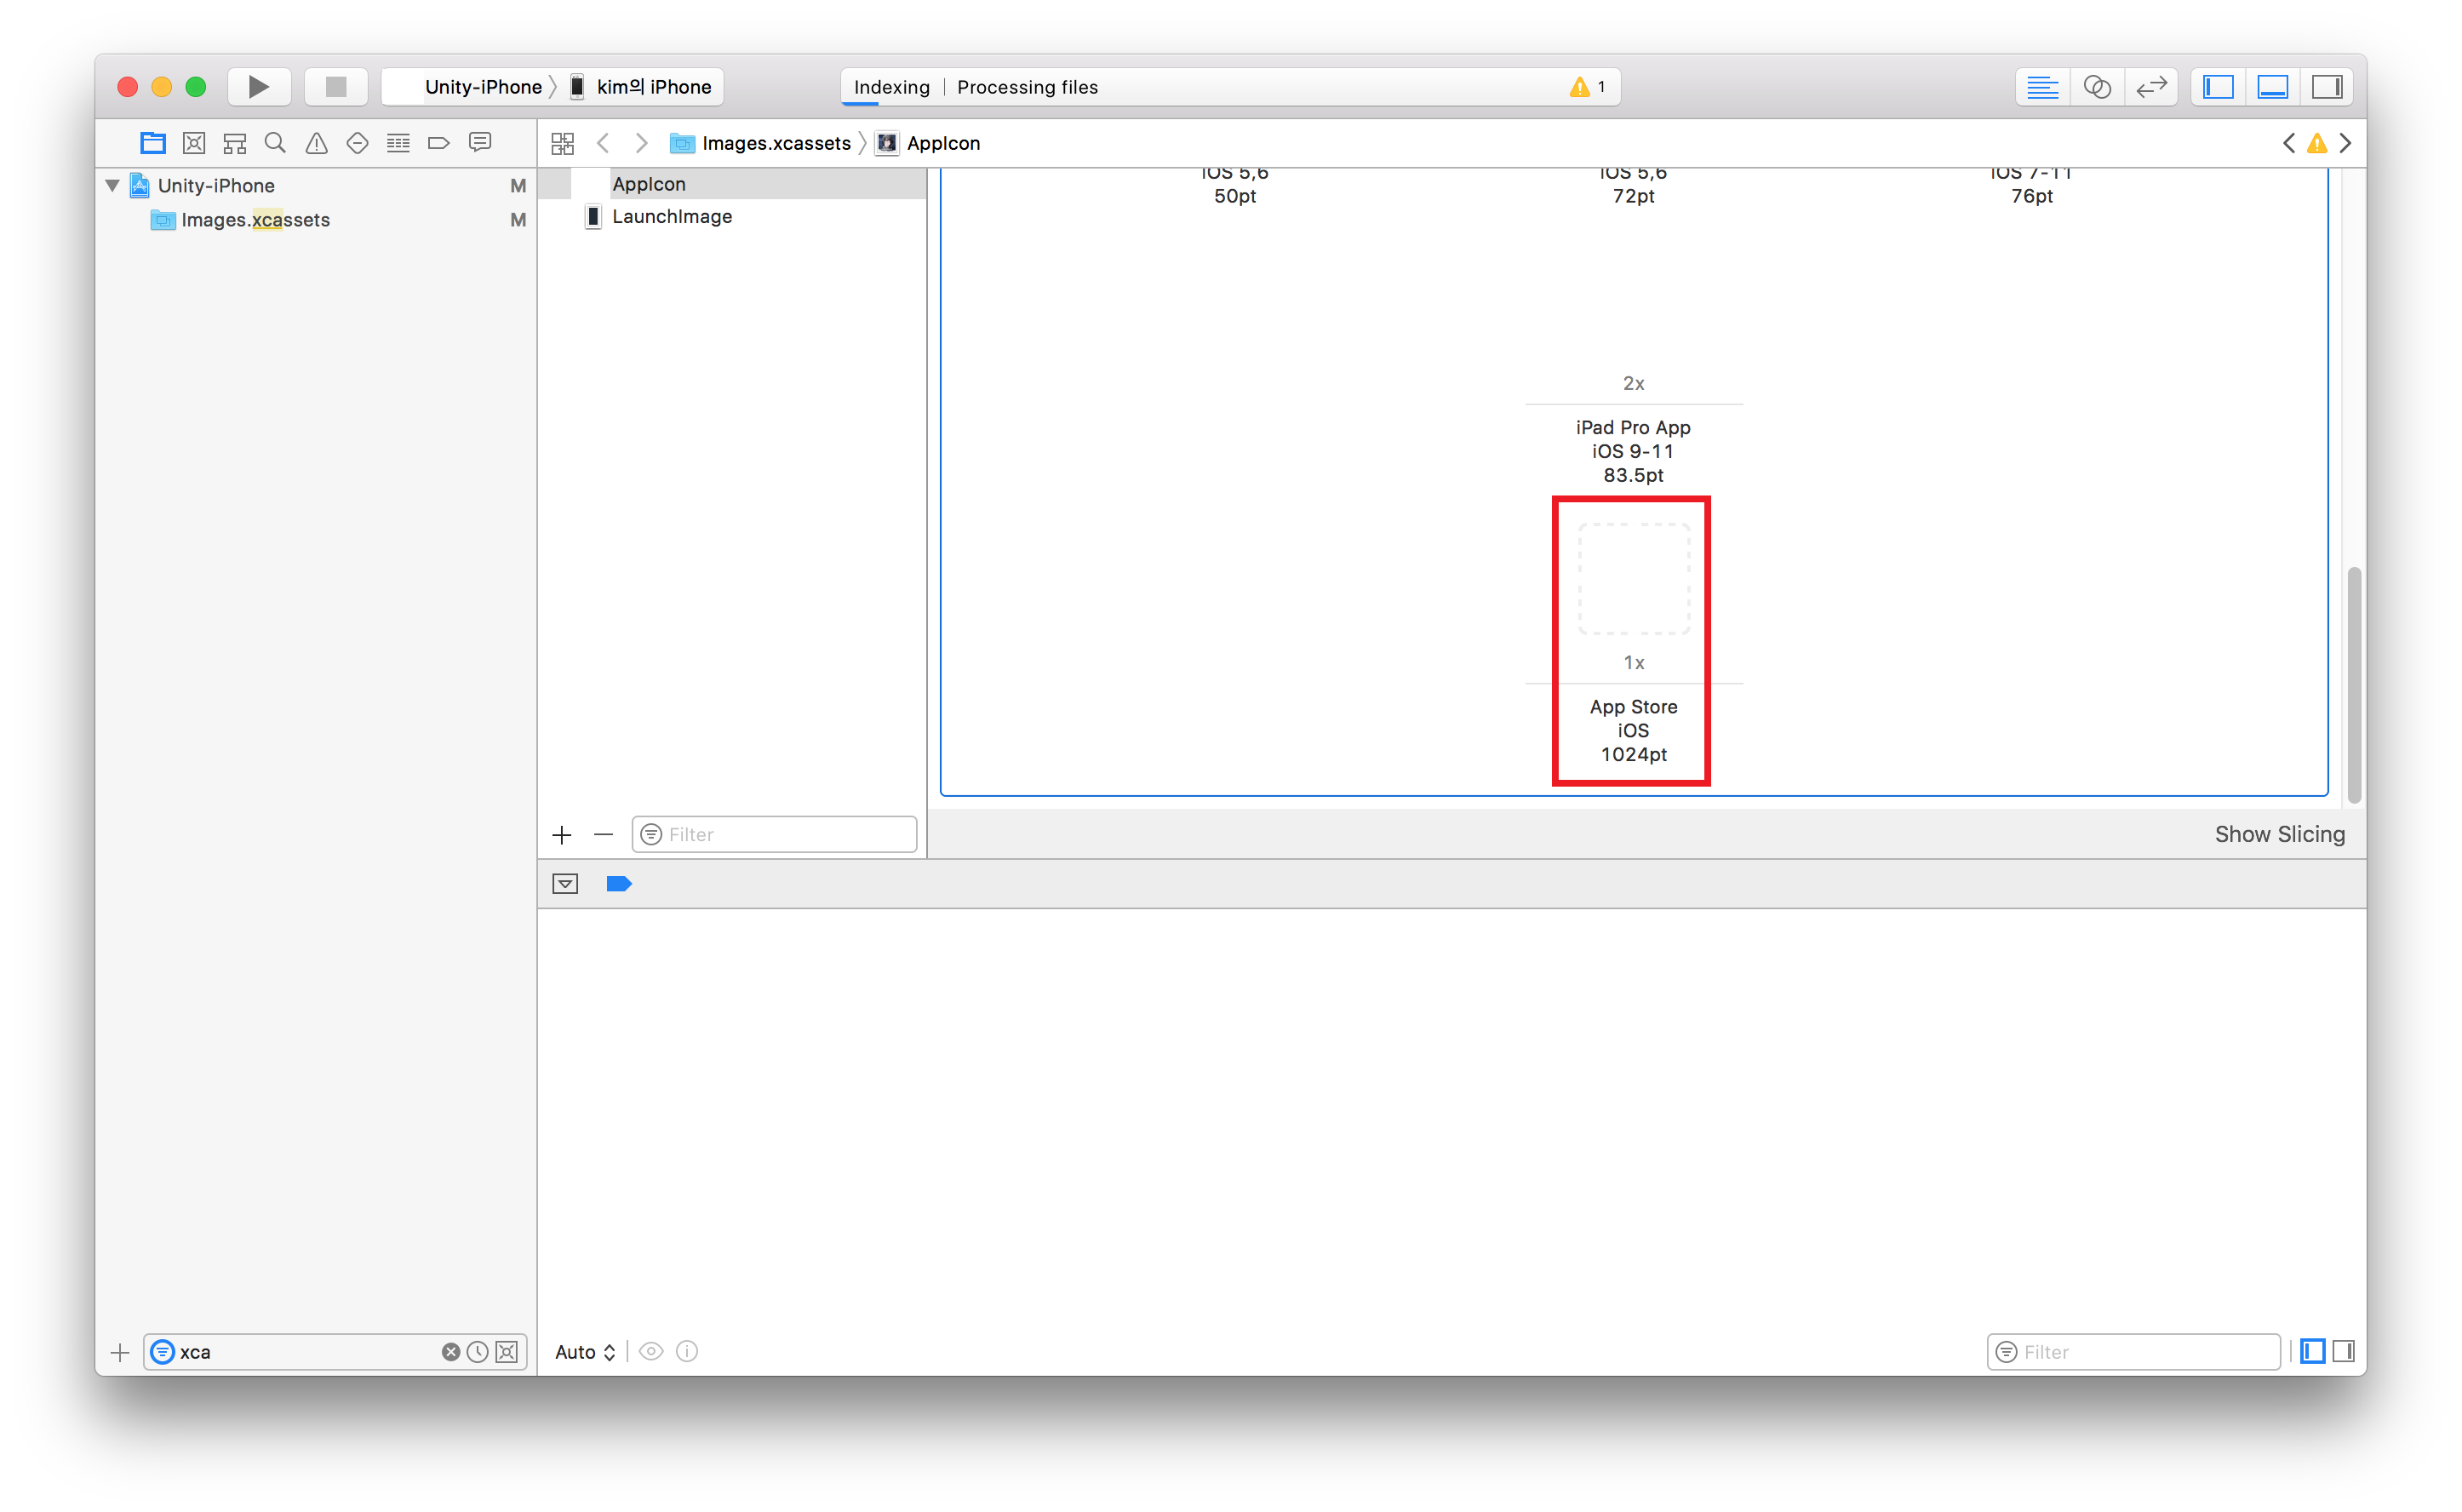 Unity-iPhone
kim의 iPhone
Indexing | Processing files
1
Images.xcassets
AppIcon
Unity-iPhone M
Images.xcassets M
AppIcon
LaunchImage
iOS 5,6
50pt
iOS 5,6
72pt
iOS 7-11
76pt
2x
iPad Pro App
iOS 9-11
83.5pt
1x
App Store
iOS
1024pt
Filter
Show Slicing
xca
Auto
Filter